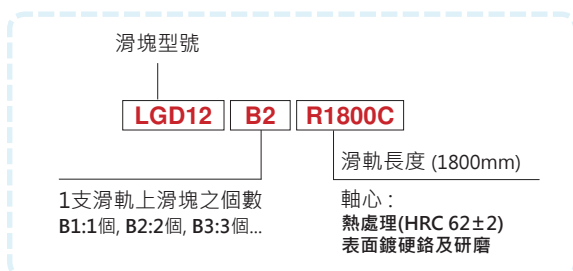 滑塊型號
LGD12 B2 R1800C
滑軌長度 (1800mm)
1支滑軌上滑塊之個數
B1:1個, B2:2個, B3:3個...
軸心 :
熱處理(HRC 62±2)
表面鍍硬鉻及研磨